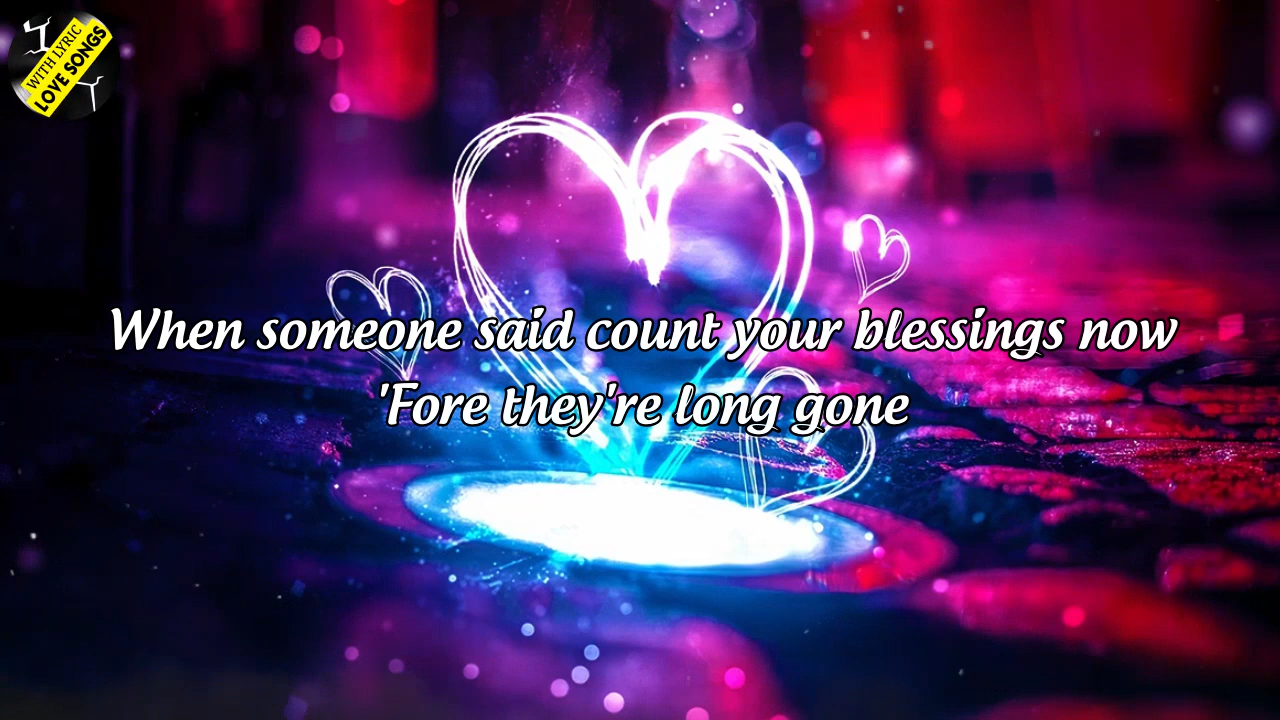 WITH LYRIC
LOVE SONGS
When someone said count your blessings now
'Fore they're long gone